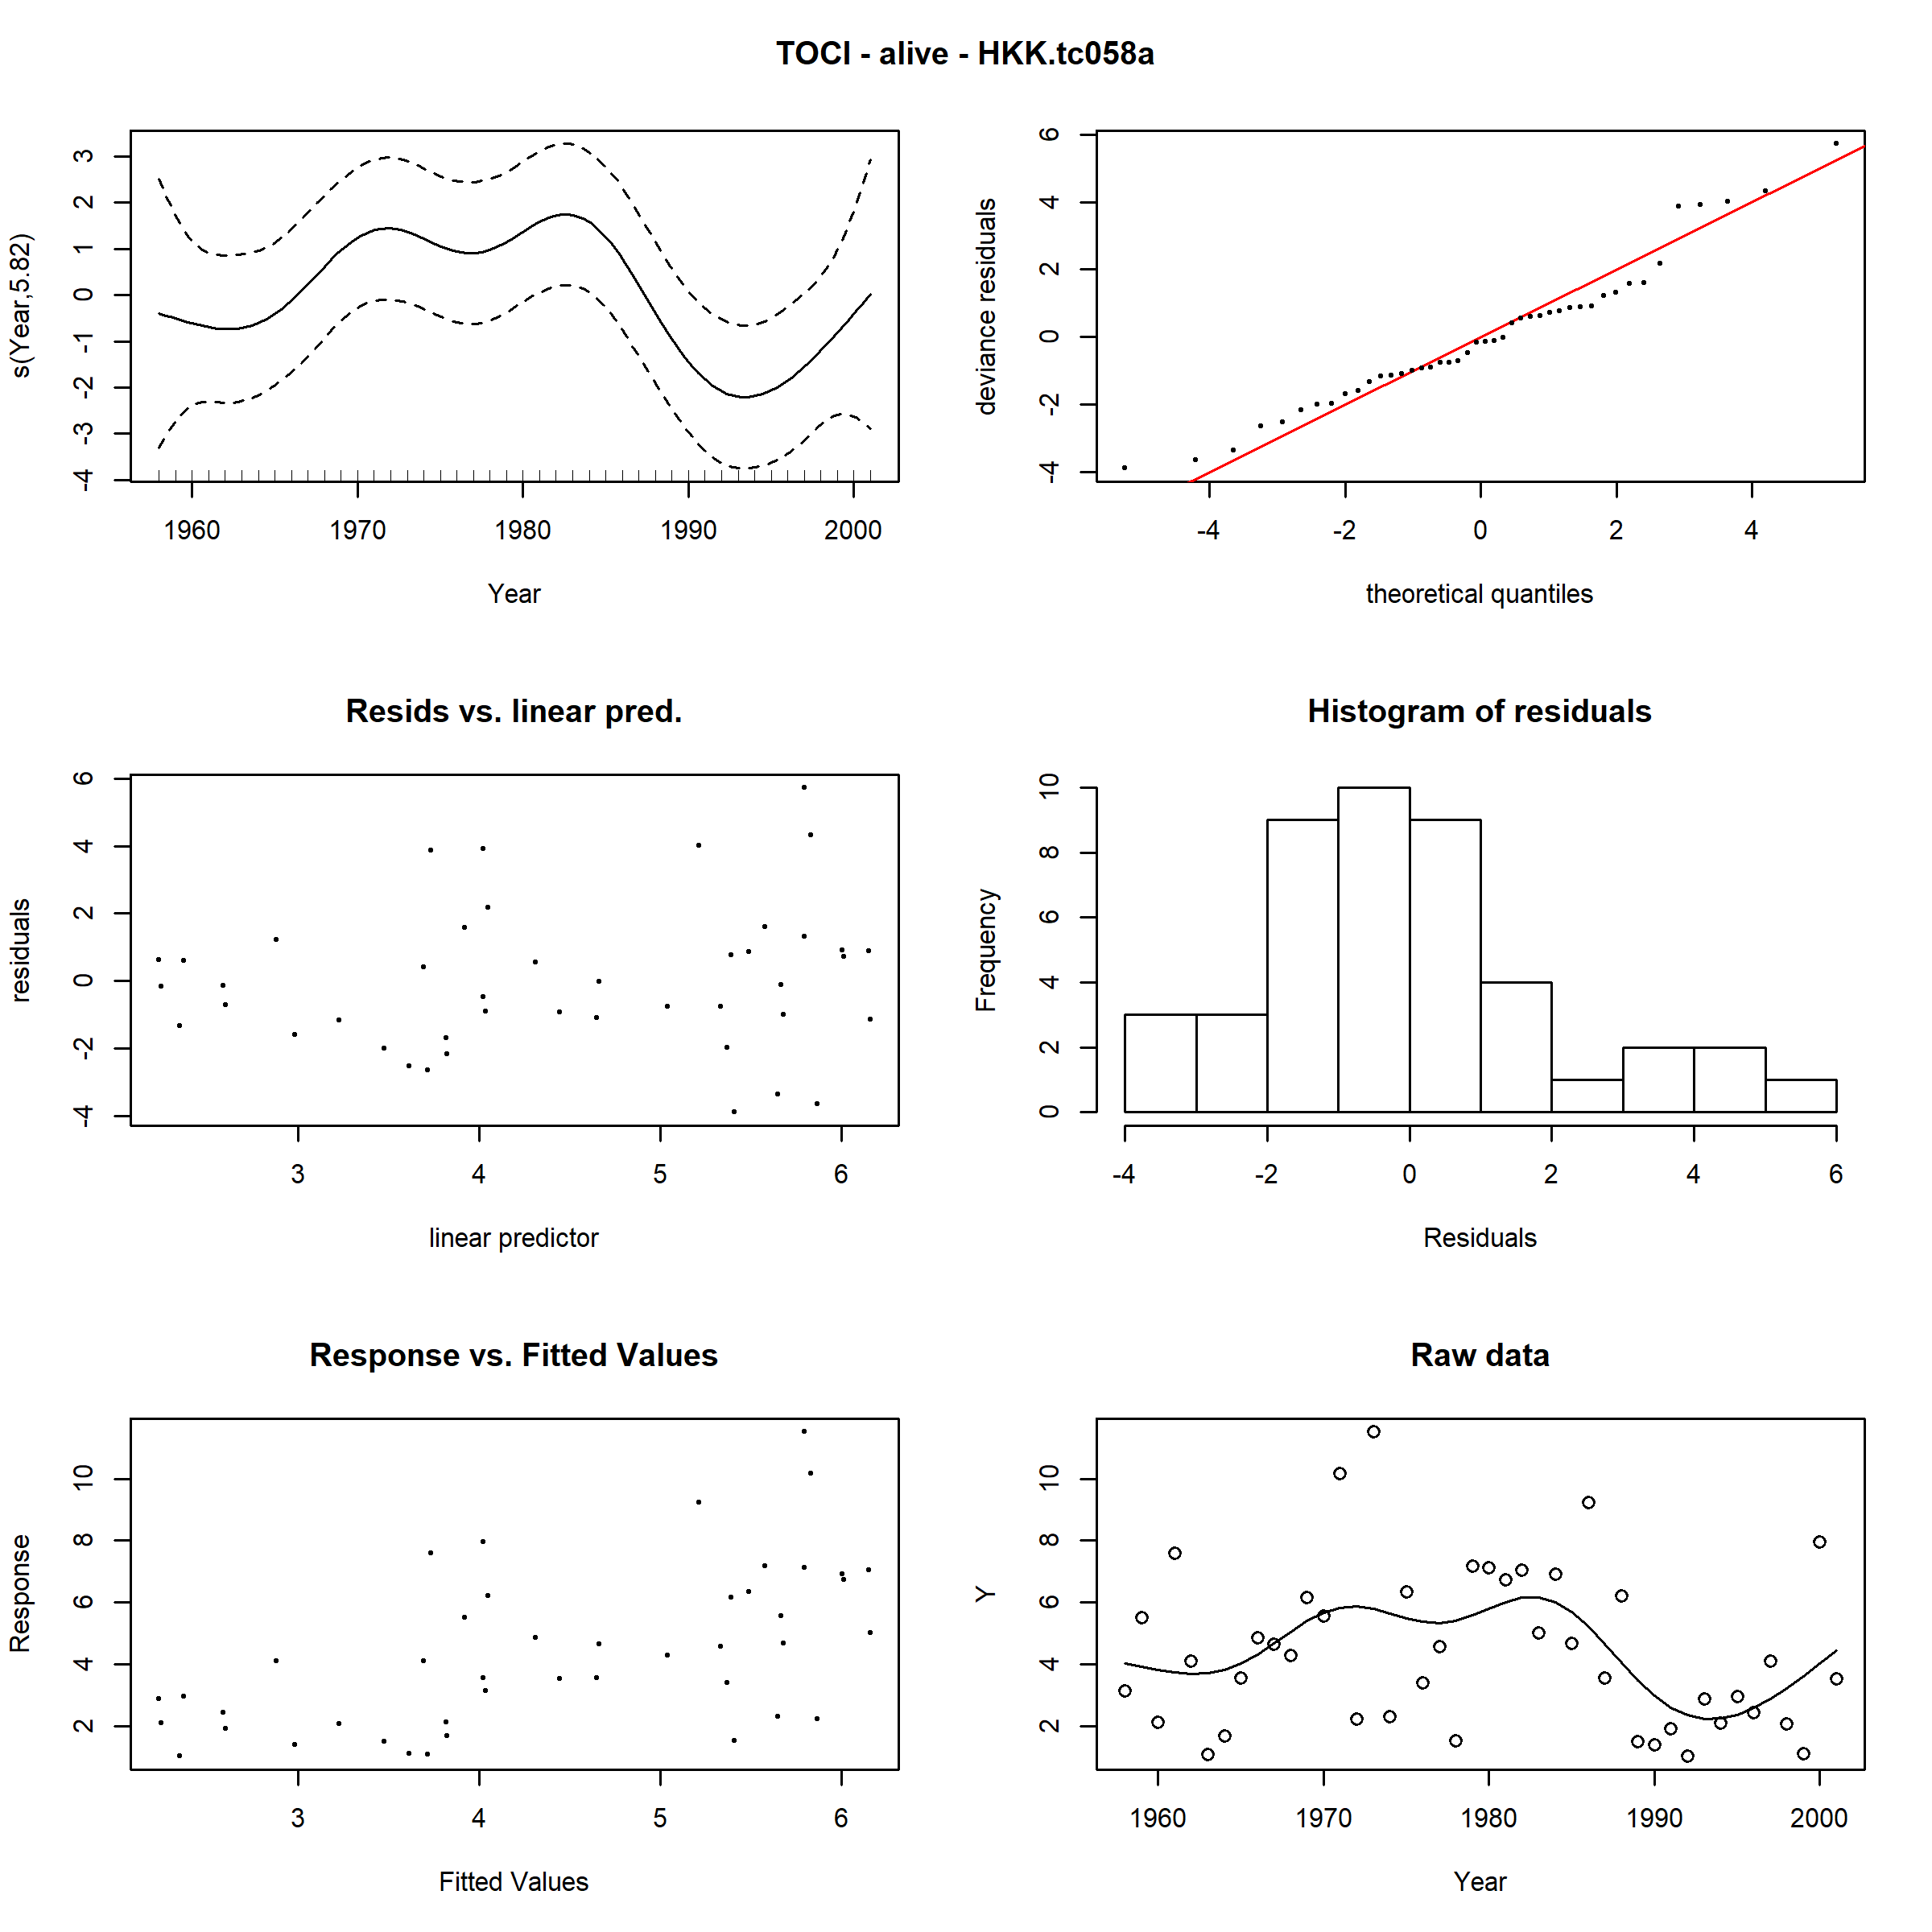 TOCI - alive - HKK.tc058a
s(Year,5.82)
3
2
1
0
-1
-2
-3
-4
1960 1970 1980 1990 2000
Year
deviance residuals
6
4
2
0
-2
-4
-4 -2 0 2 4
theoretical quantiles
Resids vs. linear pred.
residuals
6
4
2
0
-2
-4
3 4 5 6
linear predictor
Histogram of residuals
Frequency
10
8
6
4
2
0
-4 -2 0 2 4 6
Residuals
Response vs. Fitted Values
Response
10
8
6
4
2
3 4 5 6
Fitted Values
Raw data
Y
10
8
6
4
2
1960 1970 1980 1990 2000
Year